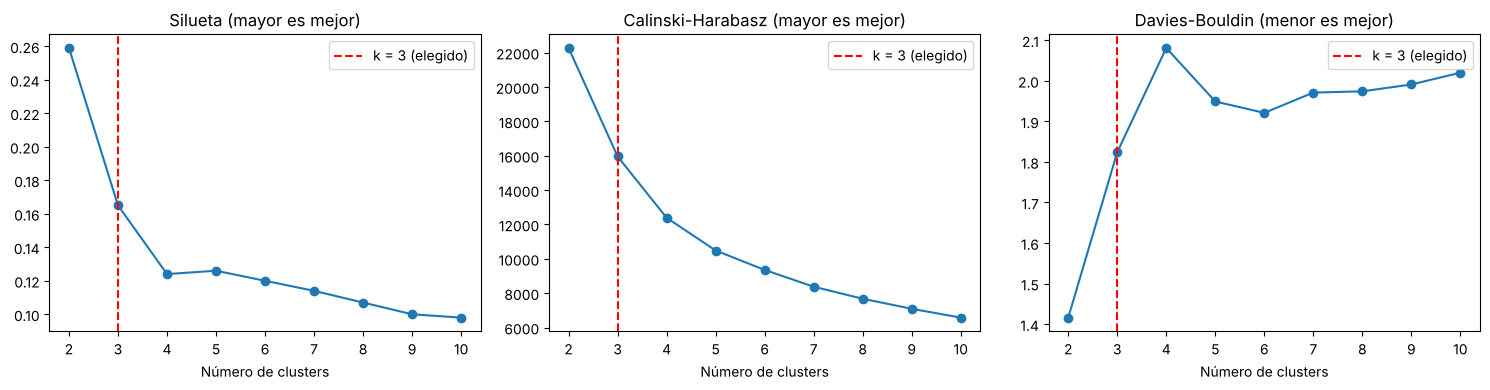 Silueta (mayor es mejor)
k = 3 (elegido)
0.26
0.24
0.22
0.20
0.18
0.16
0.14
0.12
0.10
2 3 4 5 6 7 8 9 10
Número de clusters
Calinski-Harabasz (mayor es mejor)
k = 3 (elegido)
22000
20000
18000
16000
14000
12000
10000
8000
6000
2 3 4 5 6 7 8 9 10
Número de clusters
Davies-Bouldin (menor es mejor)
k = 3 (elegido)
2.1
2.0
1.9
1.8
1.7
1.6
1.5
1.4
2 3 4 5 6 7 8 9 10
Número de clusters